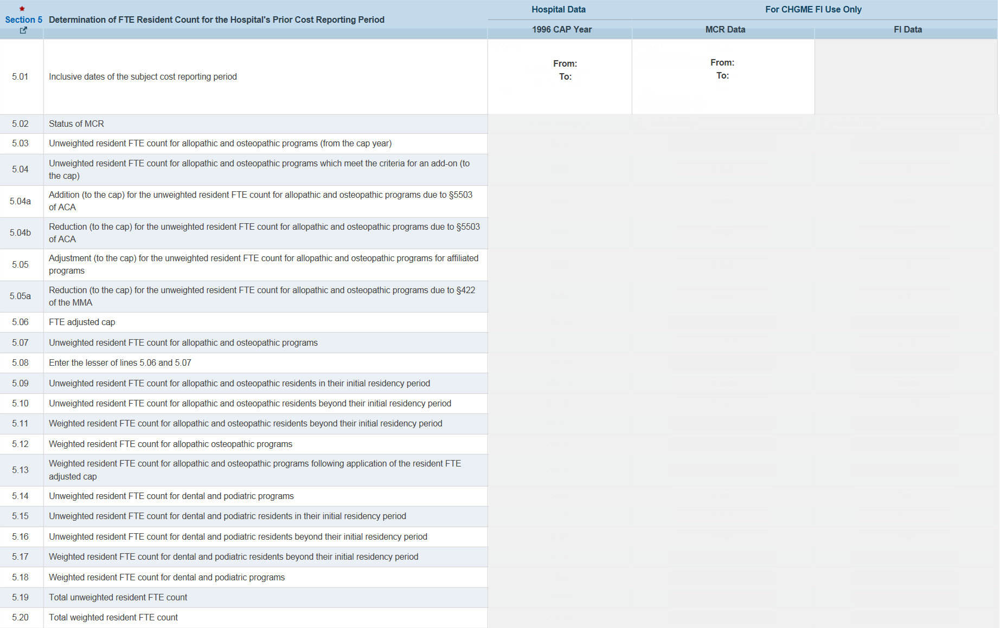 Section 5
Determination of FTE Resident Count for the Hospital's Prior Cost Reporting Period
Hospital Data
For CHGME FI Use Only
1996 CAP Year
MCR Data
FI Data
5.01
Inclusive dates of the subject cost reporting period
From:
To:
From:
To:
5.02
Status of MCR
5.03
Unweighted resident FTE count for allopathic and osteopathic programs (from the cap year)
5.04
Unweighted resident FTE count for allopathic and osteopathic programs which meet the criteria for an add-on (to
the cap)
5.04a
Addition (to the cap) for the unweighted resident FTE count for allopathic and osteopathic programs due to §5503
of ACA
5.04b
Reduction (to the cap) for the unweighted resident FTE count for allopathic and osteopathic programs due to §5503
of ACA
5.05
Adjustment (to the cap) for the unweighted resident FTE count for allopathic and osteopathic programs for affiliated
programs
5.05a
Reduction (to the cap) for the unweighted resident FTE count for allopathic and osteopathic programs due to §422
of the MMA
5.06
FTE adjusted cap
5.07
Unweighted resident FTE count for allopathic and osteopathic programs
5.08
Enter the lesser of lines 5.06 and 5.07
5.09
Unweighted resident FTE count for allopathic and osteopathic residents in their initial residency period
5.10
Unweighted resident FTE count for allopathic and osteopathic residents beyond their initial residency period
5.11
Weighted resident FTE count for allopathic and osteopathic residents beyond their initial residency period
5.12
Weighted resident FTE count for allopathic osteopathic programs
5.13
Weighted resident FTE count for allopathic and osteopathic programs following application of the resident FTE
adjusted cap
5.14
Unweighted resident FTE count for dental and podiatric programs
5.15
Unweighted resident FTE count for dental and podiatric residents in their initial residency period
5.16
Unweighted resident FTE count for dental and podiatric residents beyond their initial residency period
5.17
Weighted resident FTE count for dental and podiatric residents beyond their initial residency period
5.18
Weighted resident FTE count for dental and podiatric programs
5.19
Total unweighted resident FTE count
5.20
Total weighted resident FTE count